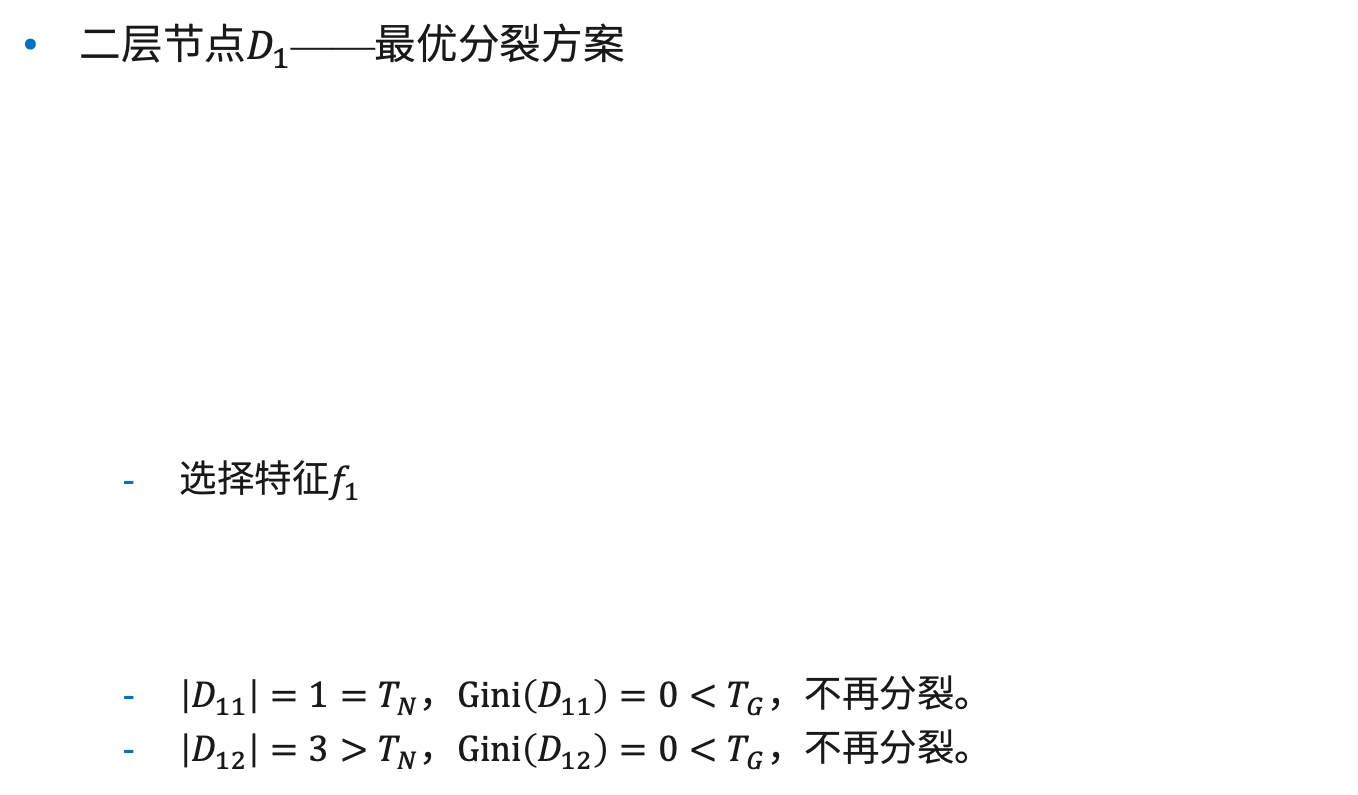 • 二层节点D₁——最优分裂方案
- 选择特征f₁
- |D₁₁| = 1 = T_N，Gini(D₁₁) = 0 < T_G，不再分裂。
- |D₁₂| = 3 > T_N，Gini(D₁₂) = 0 < T_G，不再分裂。